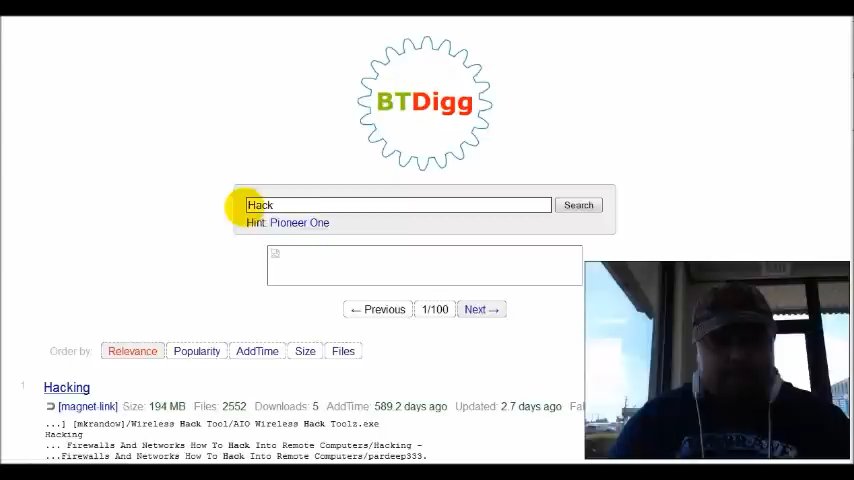 BTDigg
Hack
Search
Hint: Pioneer One
← Previous 1/100 Next →
Order by: Relevance Popularity AddTime Size Files
1 Hacking
[magnet-link] Size: 194 MB Files: 2552 Downloads: 5 AddTime: 589.2 days ago Updated: 2.7 days ago Fa
...] [mkrandow]/Wireless Hack Tool/AIO Wireless Hack Toolz.exe
Hacking
... Firewalls And Networks How To Hack Into Remote Computers/Hacking -
...Firewalls And Networks How To Hack Into Remote Computers/pardeep333.